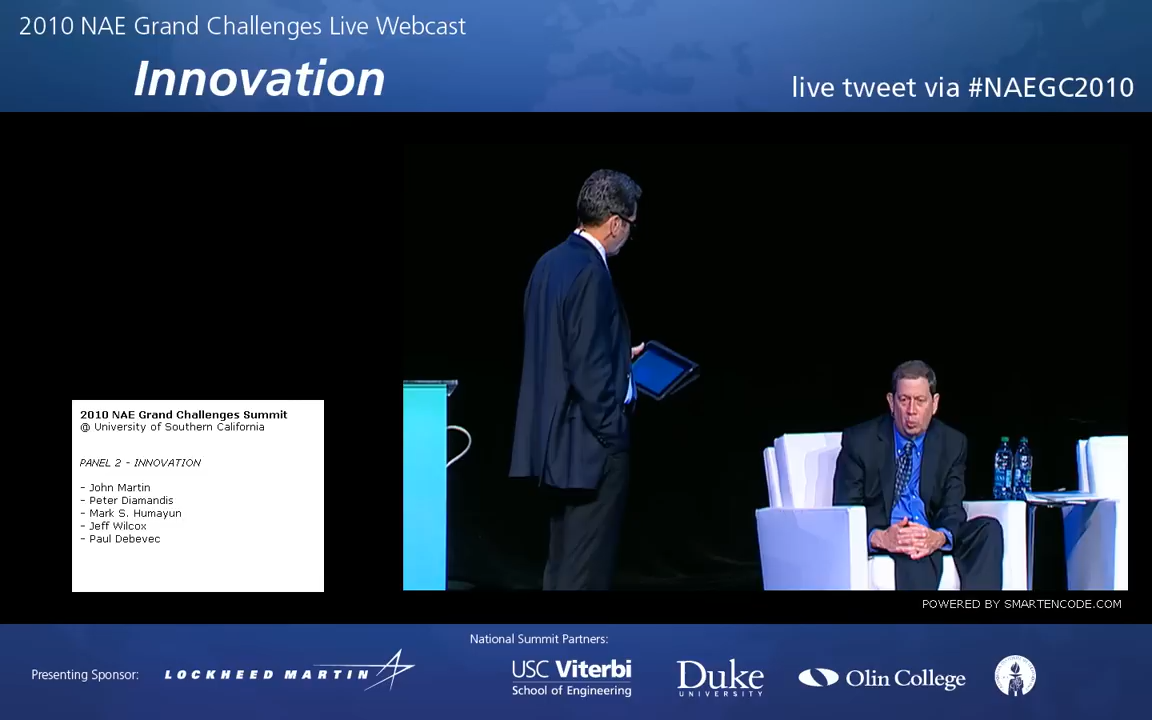 2010 NAE Grand Challenges Live Webcast
Innovation
live tweet via #NAEGC2010
2010 NAE Grand Challenges Summit
@ University of Southern California
PANEL 2 - INNOVATION
- John Martin
- Peter Diamandis
- Mark S. Humayun
- Jeff Wilcox
- Paul Debevec
POWERED BY SMARTENCODE.COM
National Summit Partners:
Presenting Sponsor:
LOCKHEED MARTIN
USC Viterbi
School of Engineering
Duke
UNIVERSITY
Olin College